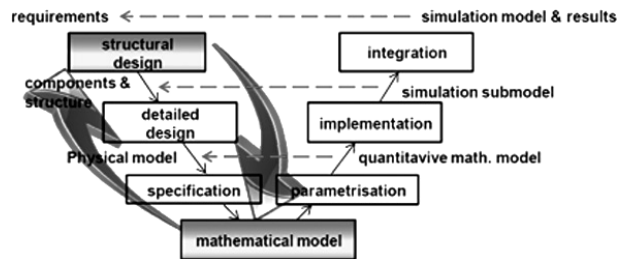 requirements simulation model & results
structural
design
integration
components &
structure
simulation submodel
detailed
design
implementation
Physical model
quantitavive math. model
specification
parametrisation
mathematical model